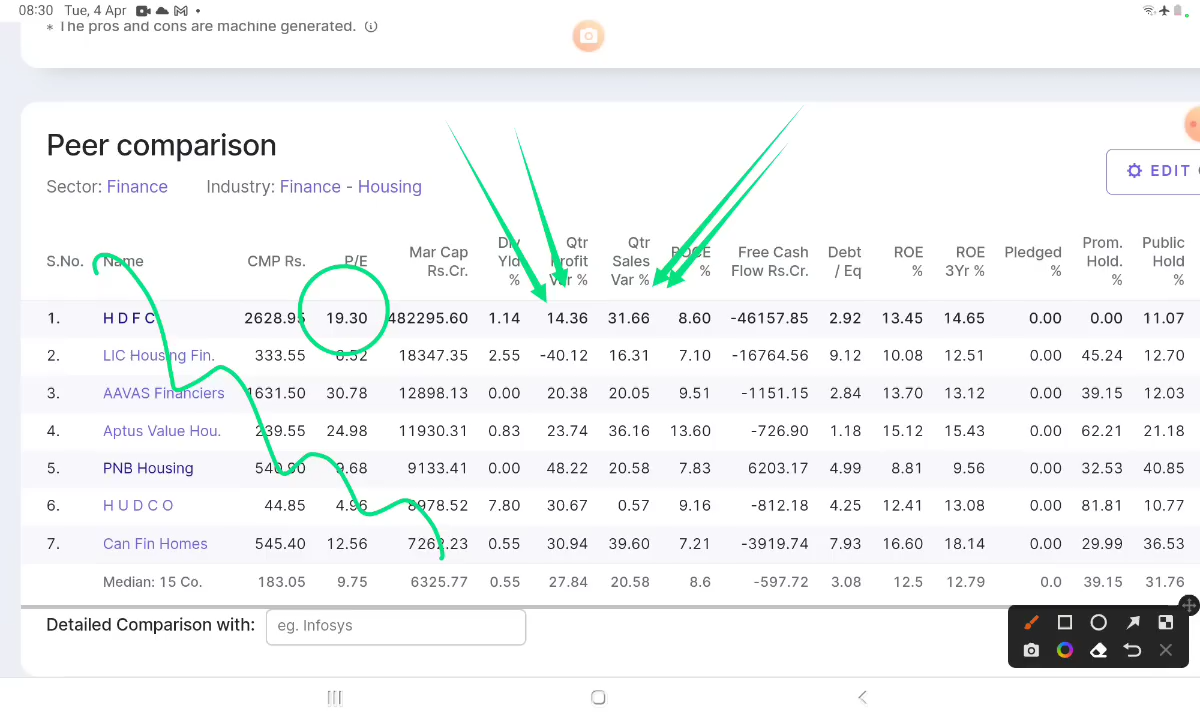 08:30 Tue, 4 Apr •
* The pros and cons are machine generated.
Peer comparison
Sector: Finance Industry: Finance - Housing
EDIT
S.No. Name CMP Rs. P/E Mar Cap Rs.Cr. Div Yld % Qtr Profit Var % Qtr Sales Var % ROCE % Free Cash Flow Rs.Cr. Debt / Eq ROE % ROE 3Yr % Pledged % Prom. Hold. % Public Hold %
1. H D F C 2628.95 19.30 482295.60 1.14 14.36 31.66 8.60 -46157.85 2.92 13.45 14.65 0.00 0.00 11.07
2. LIC Housing Fin. 333.55 6.52 18347.35 2.55 -40.12 16.31 7.10 -16764.56 9.12 10.08 12.51 0.00 45.24 12.70
3. AAVAS Financiers 1631.50 30.78 12898.13 0.00 20.38 20.05 9.51 -1151.15 2.84 13.70 13.12 0.00 39.15 12.03
4. Aptus Value Hou. 239.55 24.98 11930.31 0.83 23.74 36.16 13.60 -726.90 1.18 15.12 15.43 0.00 62.21 21.18
5. PNB Housing 540.90 9.68 9133.41 0.00 48.22 20.58 7.83 6203.17 4.99 8.81 9.56 0.00 32.53 40.85
6. H U D C O 44.85 4.96 8978.52 7.80 30.67 0.57 9.16 -812.18 4.25 12.41 13.08 0.00 81.81 10.77
7. Can Fin Homes 545.40 12.56 7262.23 0.55 30.94 39.60 7.21 -3919.74 7.93 16.60 18.14 0.00 29.99 36.53
Median: 15 Co. 183.05 9.75 6325.77 0.55 27.84 20.58 8.6 -597.72 3.08 12.5 12.79 0.0 39.15 31.76
Detailed Comparison with: eg. Infosys